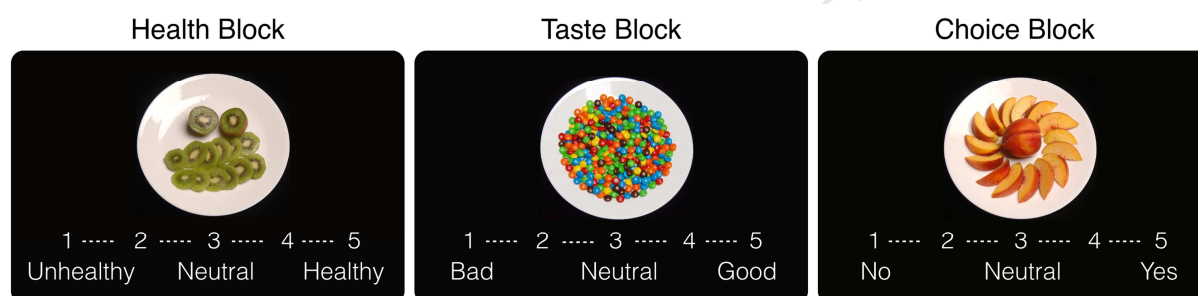 Health Block
1 ----- 2 ----- 3 ----- 4 ----- 5
Unhealthy Neutral Healthy
Taste Block
1 ----- 2 ----- 3 ----- 4 ----- 5
Bad Neutral Good
Choice Block
1 ----- 2 ----- 3 ----- 4 ----- 5
No Neutral Yes